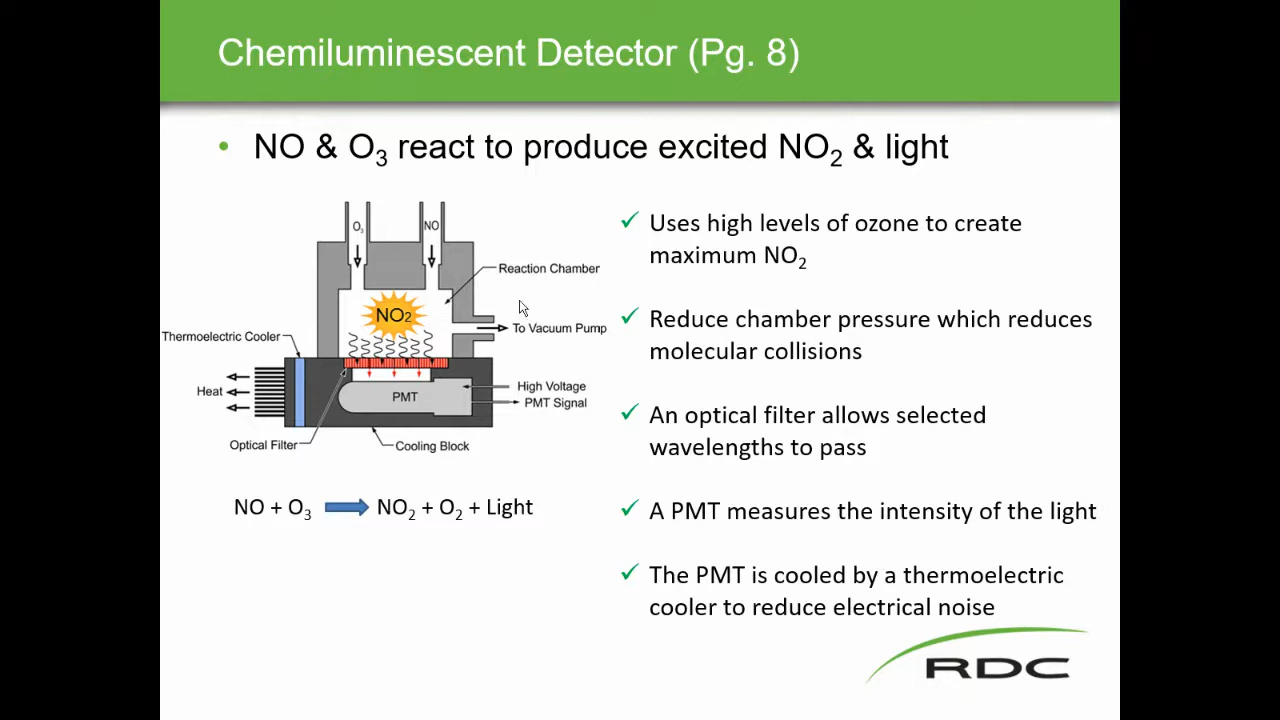 Chemiluminescent Detector (Pg. 8)
• NO & O₃ react to produce excited NO₂ & light
O₃
NO
Reaction Chamber
NO₂
To Vacuum Pump
Thermoelectric Cooler
Heat
PMT
High Voltage
PMT Signal
Optical Filter
Cooling Block
NO + O₃ NO₂ + O₂ + Light
✓ Uses high levels of ozone to create
maximum NO₂
✓ Reduce chamber pressure which reduces
molecular collisions
✓ An optical filter allows selected
wavelengths to pass
✓ A PMT measures the intensity of the light
✓ The PMT is cooled by a thermoelectric
cooler to reduce electrical noise
RDC